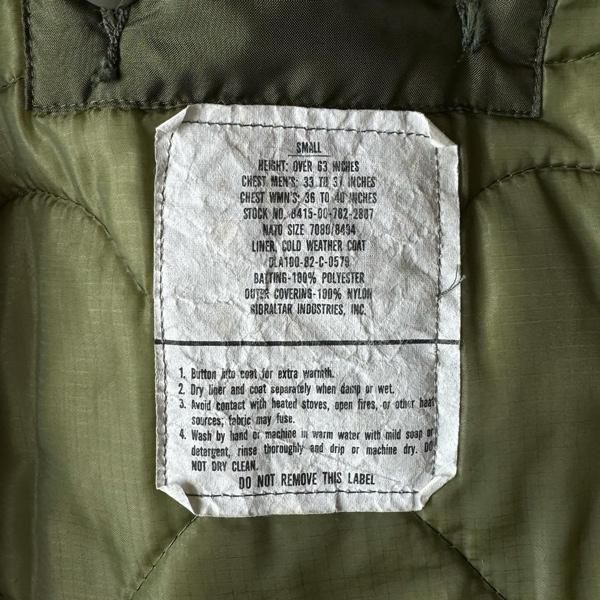 SMALL
HEIGHT: OVER 63 INCHES
CHEST MEN'S: 33 TO 37 INCHES
CHEST WMN'S: 36 TO 40 INCHES
STOCK NO. 8415-00-782-2887
NATO SIZE 7080/8494
LINER, COLD WEATHER COAT
DLA100-82-C-0579
BATTING-100% POLYESTER
OUTER COVERING-100% NYLON
GIBRALTAR INDUSTRIES, INC.
1. Button into coat for extra warmth.
2. Dry liner and coat separately when damp or wet.
3. Avoid contact with heated stoves, open fires, or other heat
sources; fabric may fuse.
4. Wash by hand or machine in warm water with mild soap or
detergent, rinse thoroughly and drip or machine dry. DO
NOT DRY CLEAN.
DO NOT REMOVE THIS LABEL